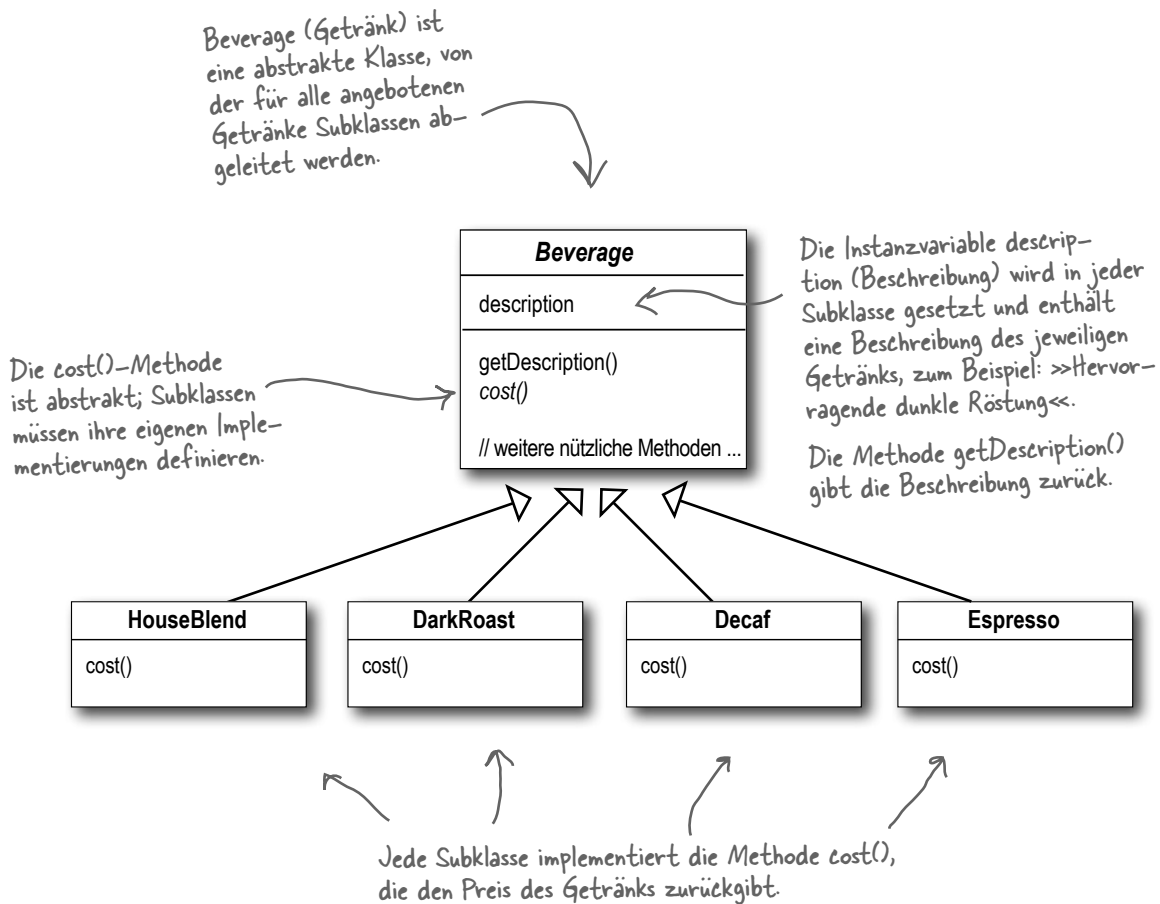 Beverage (Getränk) ist
eine abstrakte Klasse, von
der für alle angebotenen
Getränke Subklassen ab-
geleitet werden.
Beverage
description
getDescription()
cost()
// weitere nützliche Methoden ...
Die Instanzvariable descrip-
tion (Beschreibung) wird in jeder
Subklasse gesetzt und enthält
eine Beschreibung des jeweiligen
Getränks, zum Beispiel: »Hervor-
ragende dunkle Röstung«.
Die Methode getDescription()
gibt die Beschreibung zurück.
Die cost()-Methode
ist abstrakt; Subklassen
müssen ihre eigenen Imple-
mentierungen definieren.
HouseBlend
cost()
DarkRoast
cost()
Decaf
cost()
Espresso
cost()
Jede Subklasse implementiert die Methode cost(),
die den Preis des Getränks zurückgibt.